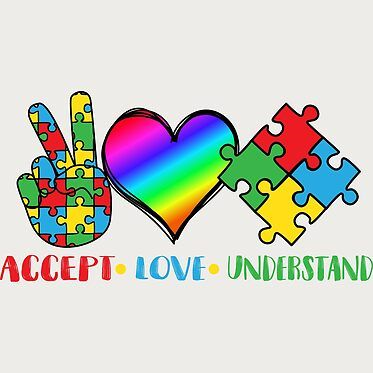 ACCEPT • LOVE • UNDERSTAND